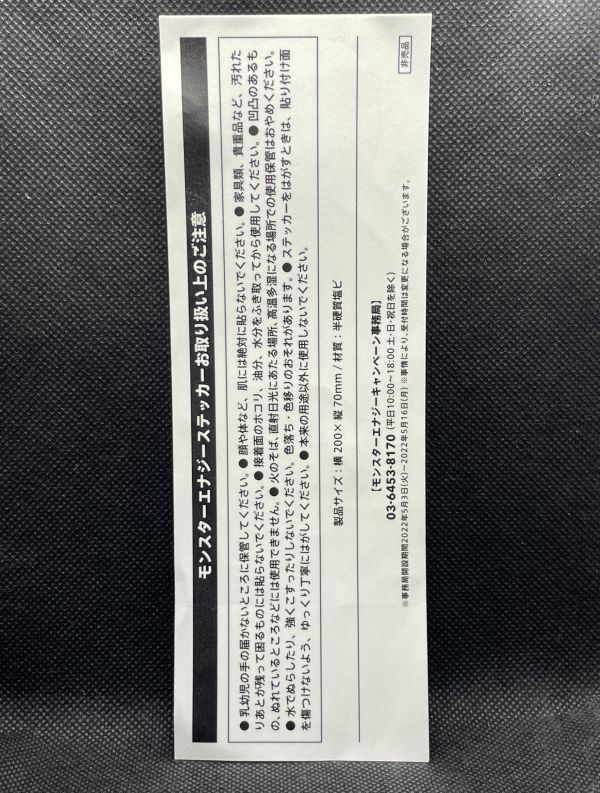 モンスターエナジーステッカーお取り扱い上のご注意
●乳幼児の手の届かないところに保管してください。●顔や体など、肌には絶対に貼らないでください。●家具類、貴重品など、汚れた
りあとが残って困るものには貼らないでください。●接着面のホコリ、油分、水分をふき取ってから使用してください。●凹凸のあるも
の、ぬれているところなどには使用できません。●火のそば、直射日光にあたる場所、高温多湿になる場所での使用保管はおやめください。
●水でぬらしたり、強くこすったりしないでください。色落ち・色移りのおそれがあります。●ステッカーをはがすときは、貼り付け面
を傷つけないよう、ゆっくり丁寧にはがしてください。●本来の用途以外に使用しないでください。
製品サイズ:横 200× 縦 70mm / 材質:半硬質塩ビ
[モンスターエナジーキャンペーン事務局]
03-6453-8170 (平日10:00~18:00 土・日・祝日を除く)
※事務局開設期間2022年5月3日(火)~2022年5月16日(月) ※事情により、受付時間は変更になる場合がございます。
非売品